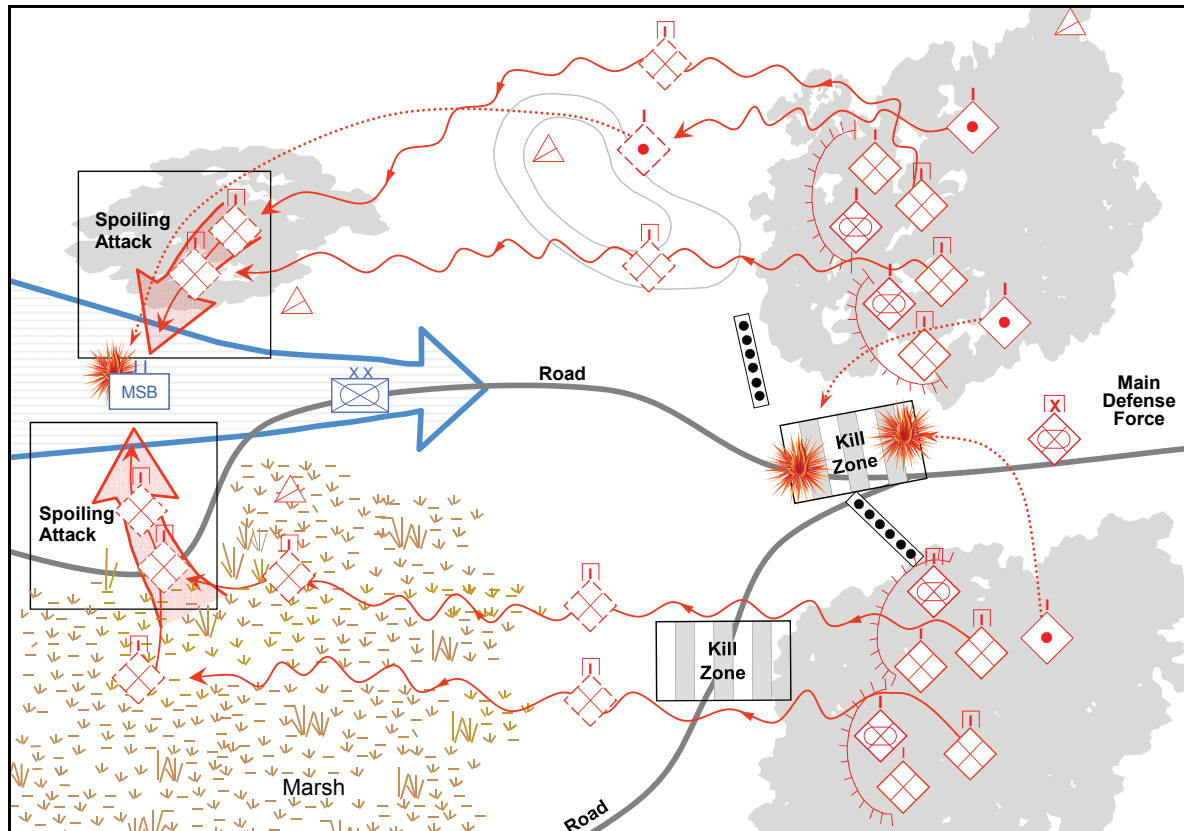 Spoiling
Attack
XX
MSB
Road
Main
Defense
Force
X
Kill
Zone
Spoiling
Attack
Kill
Zone
Marsh
Road